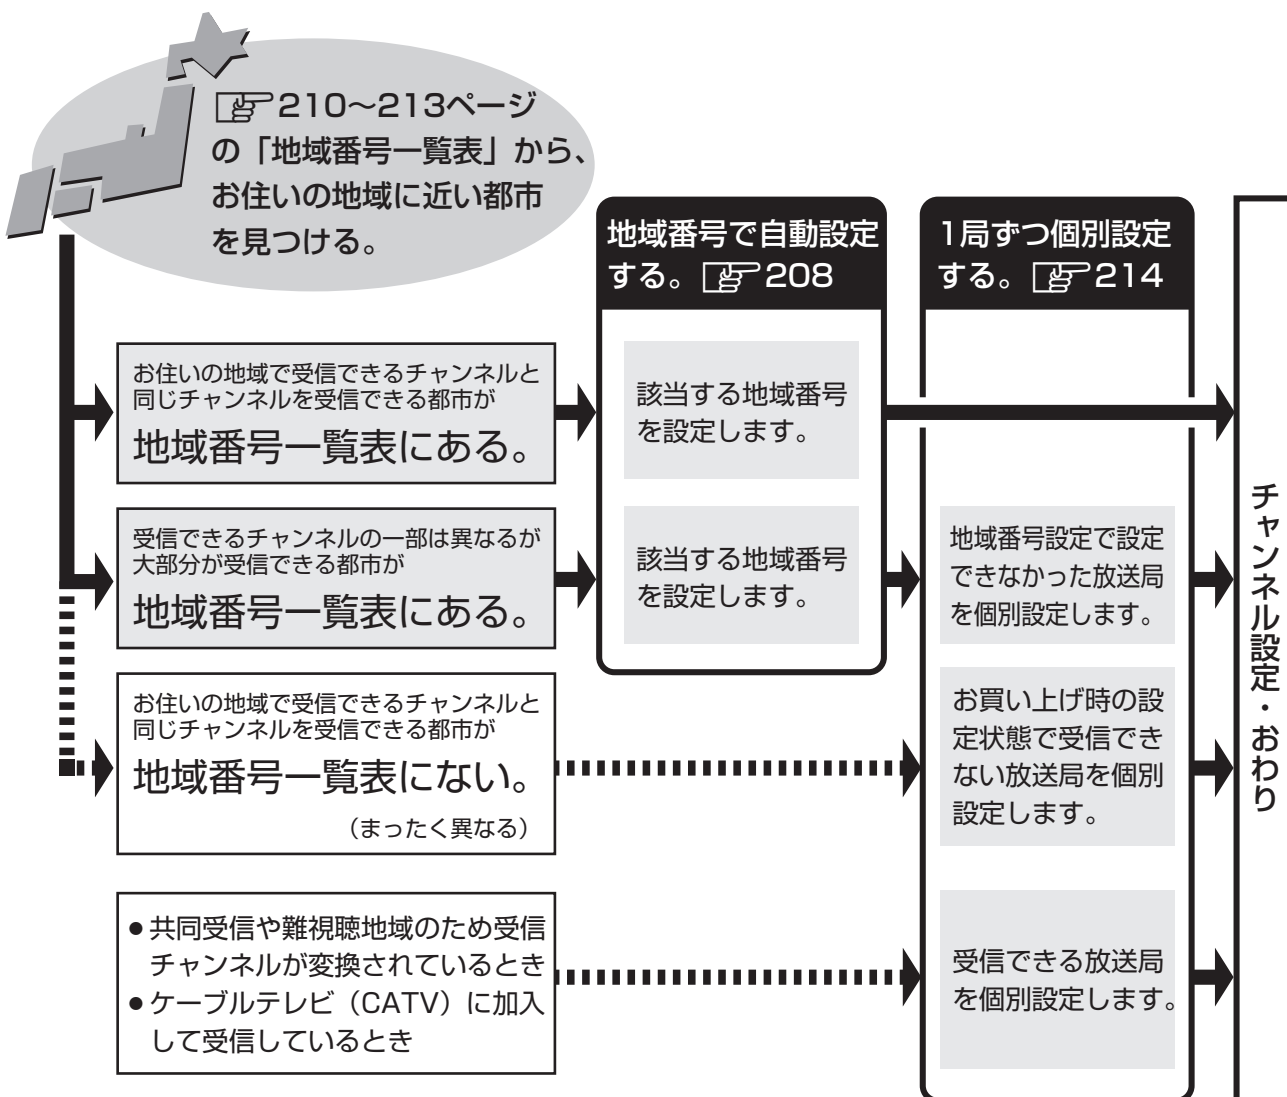 210～213ページ
の「地域番号一覧表」から、
お住いの地域に近い都市
を見つける。
地域番号で自動設定
する。208
1局ずつ個別設定
する。214
お住いの地域で受信できるチャンネルと
同じチャンネルを受信できる都市が
地域番号一覧表にある。
該当する地域番号
を設定します。
受信できるチャンネルの一部は異なるが
大部分が受信できる都市が
地域番号一覧表にある。
該当する地域番号
を設定します。
地域番号設定で設定
できなかった放送局
を個別設定します。
お住いの地域で受信できるチャンネルと
同じチャンネルを受信できる都市が
地域番号一覧表にない。
（まったく異なる）
お買い上げ時の設
定状態で受信でき
ない放送局を個別
設定します。
●共同受信や難視聴地域のため受信
チャンネルが変換されているとき
●ケーブルテレビ（CATV）に加入
して受信しているとき
受信できる放送局
を個別設定します。
チャンネル設定・おわり